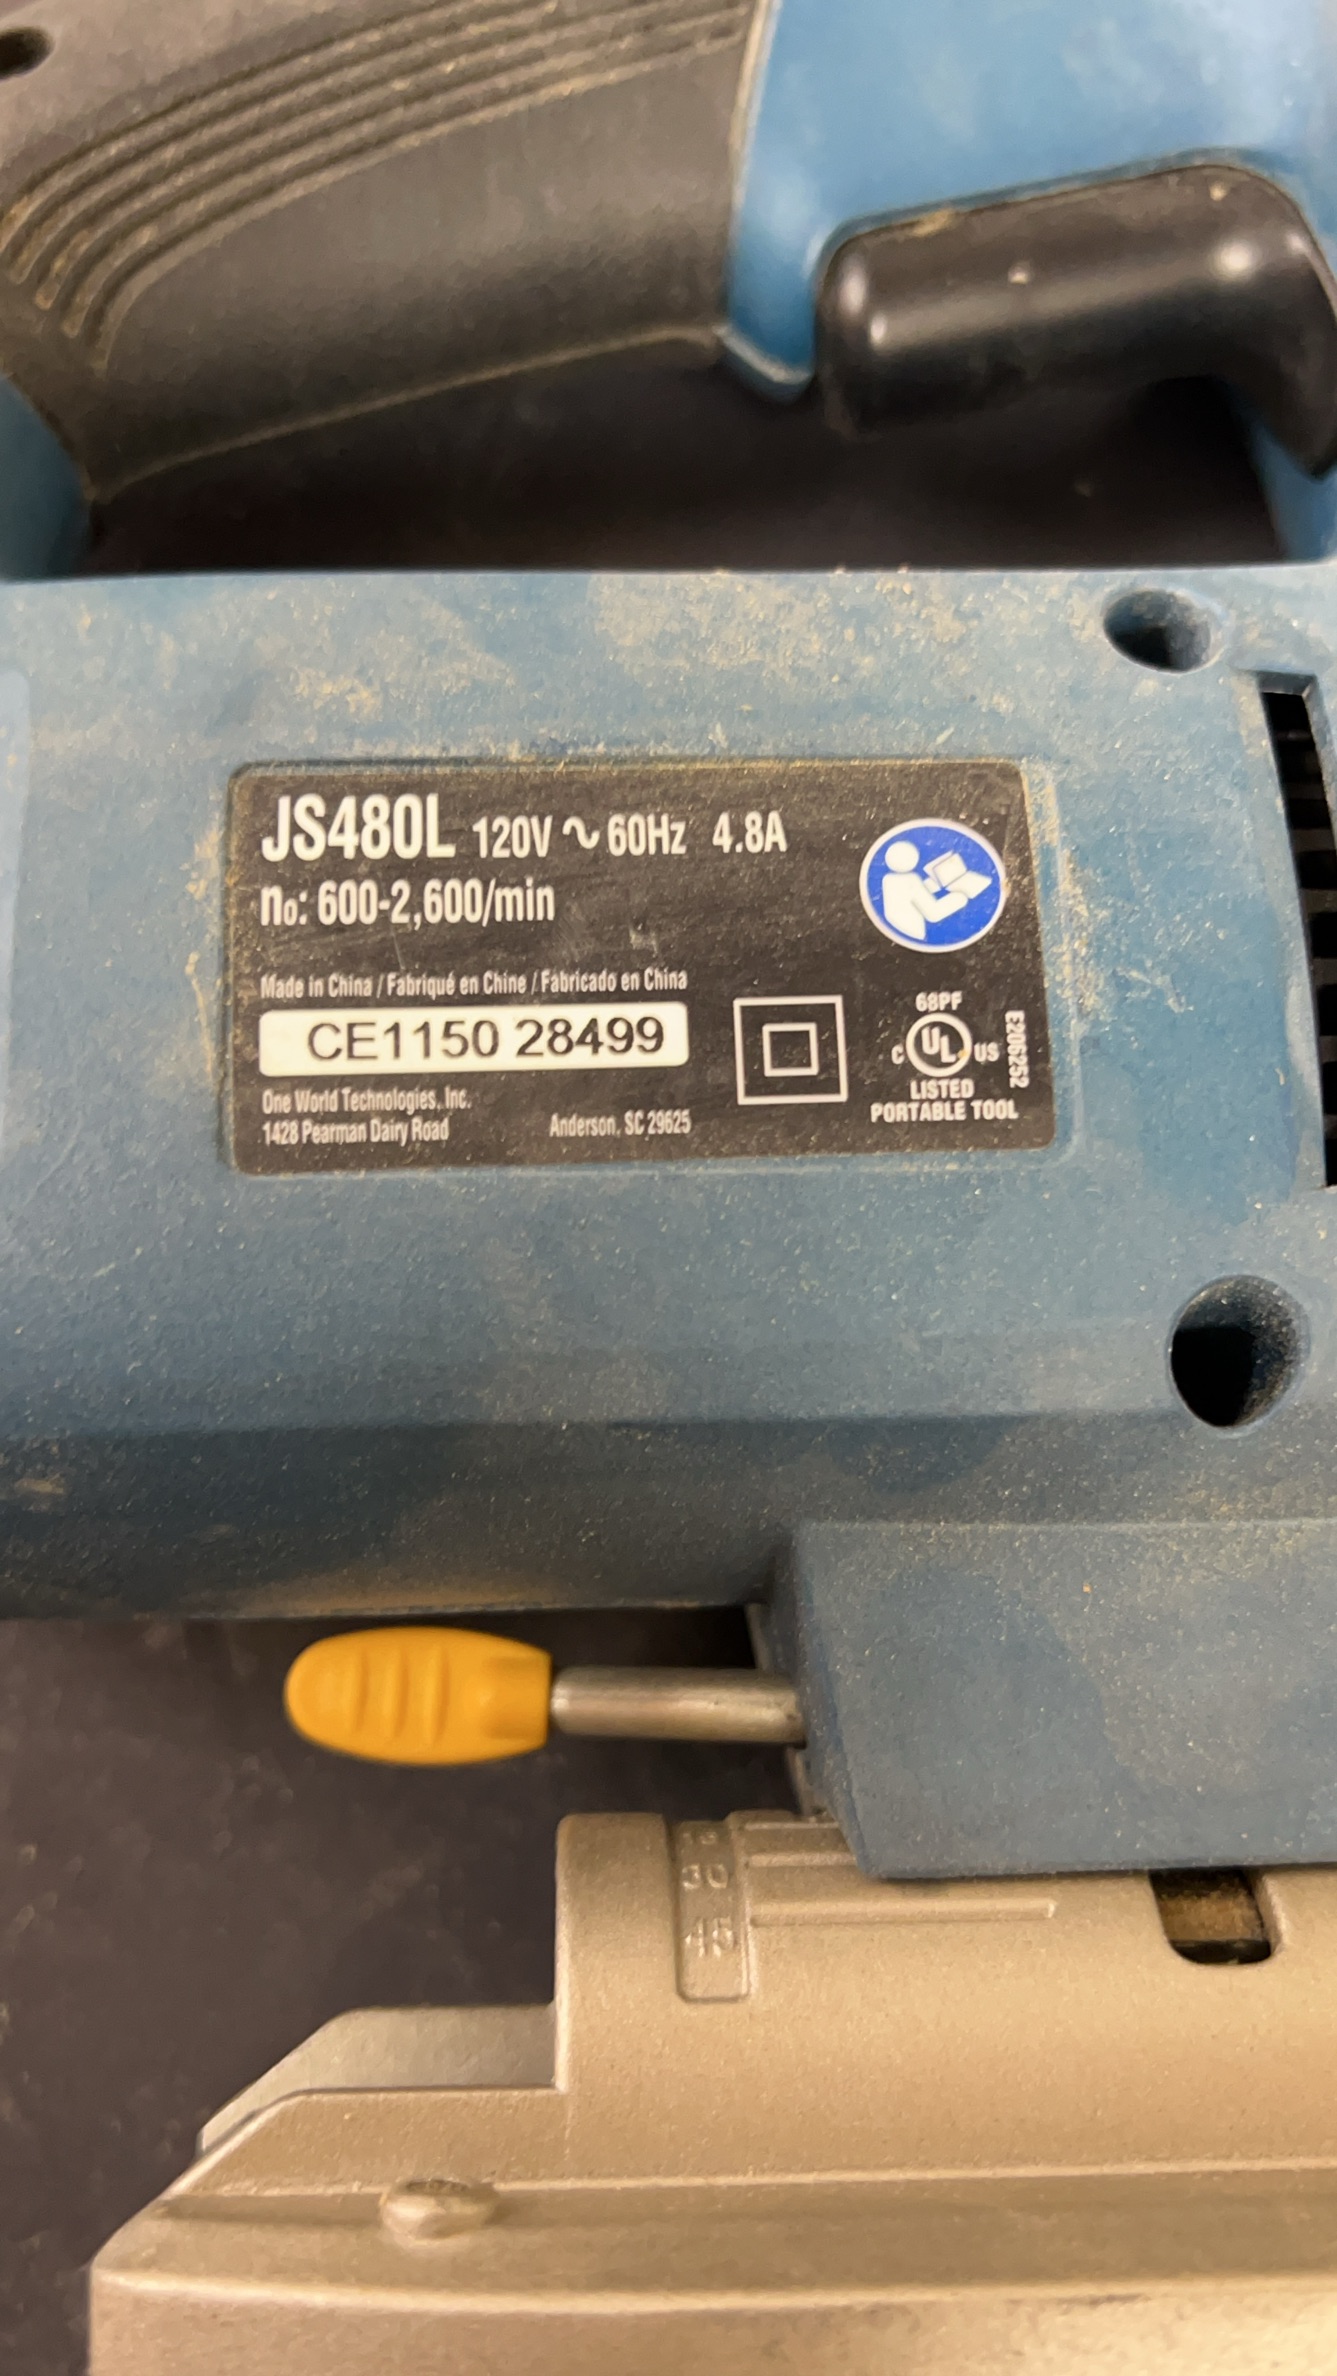 JS480L 120V ~ 60Hz 4.8A
no: 600-2,600/min
Made in China / Fabriqué en Chine / Fabricado en China
CE1150 28499
One World Technologies, Inc.
1428 Pearman Dairy Road Anderson, SC 29625
68PF
C UL US
LISTED
PORTABLE TOOL
E206252
30
45